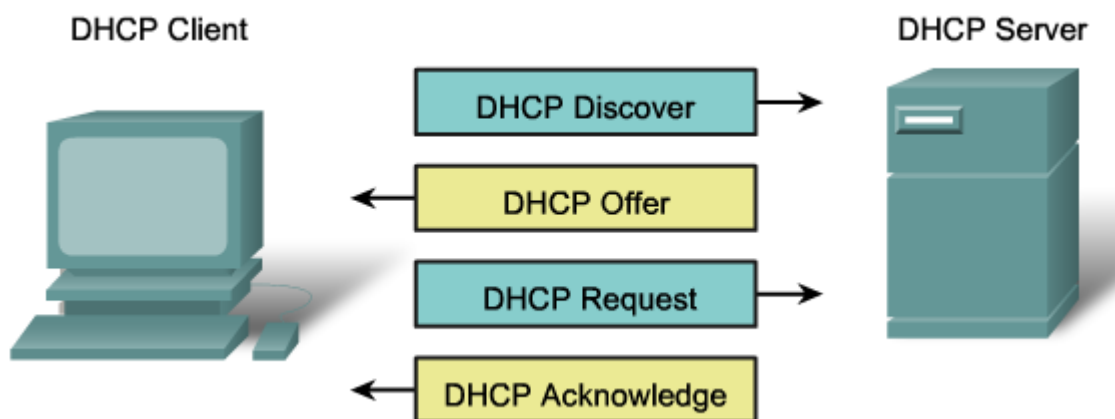 DHCP Client
DHCP Server
DHCP Discover
DHCP Offer
DHCP Request
DHCP Acknowledge